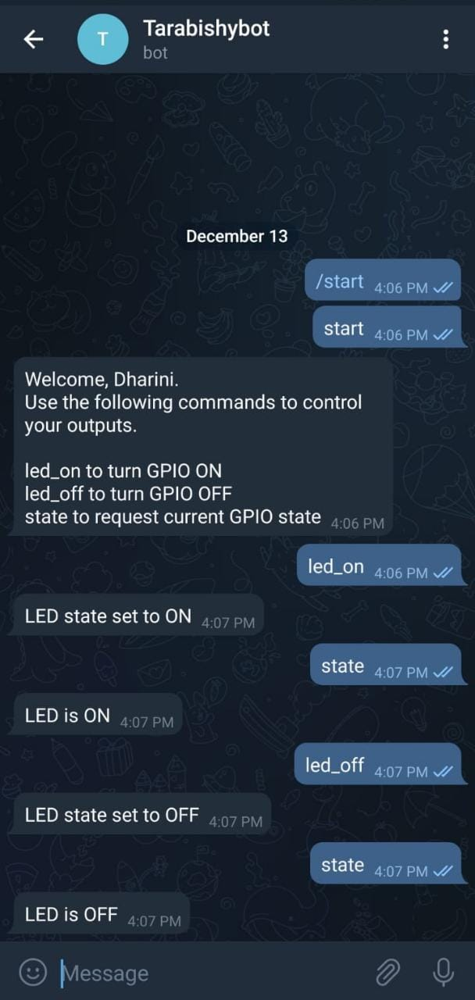 T
Tarabishybot
bot
December 13
/start 4:06 PM
start 4:06 PM
Welcome, Dharini.
Use the following commands to control
your outputs.
led_on to turn GPIO ON
led_off to turn GPIO OFF
state to request current GPIO state 4:06 PM
led_on 4:06 PM
LED state set to ON 4:07 PM
state 4:07 PM
LED is ON 4:07 PM
led_off 4:07 PM
LED state set to OFF 4:07 PM
state 4:07 PM
LED is OFF 4:07 PM
Message